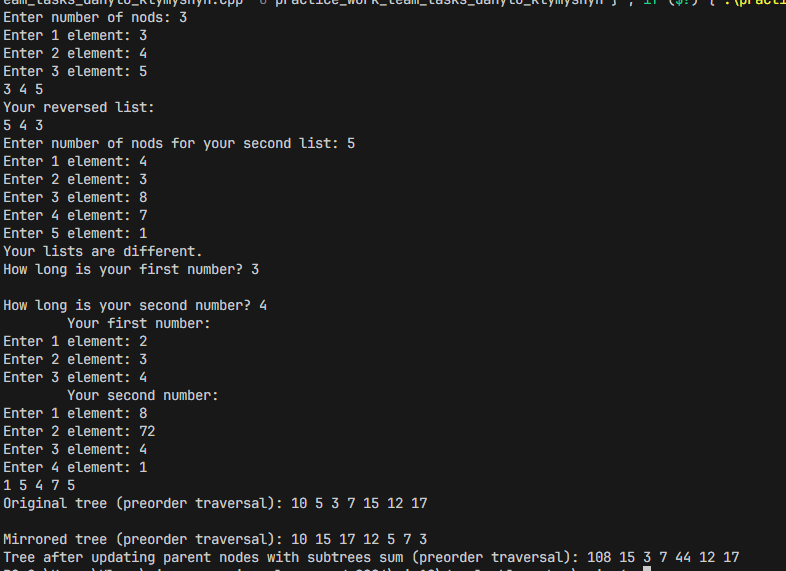 eam_tasks_danylo_klymyshyn.cpp -o practice_work_team_tasks_danylo_klymyshyn } ; if ($?) { .\practi
Enter number of nods: 3
Enter 1 element: 3
Enter 2 element: 4
Enter 3 element: 5
3 4 5
Your reversed list:
5 4 3
Enter number of nods for your second list: 5
Enter 1 element: 4
Enter 2 element: 3
Enter 3 element: 8
Enter 4 element: 7
Enter 5 element: 1
Your lists are different.
How long is your first number? 3
How long is your second number? 4
Your first number:
Enter 1 element: 2
Enter 2 element: 3
Enter 3 element: 4
Your second number:
Enter 1 element: 8
Enter 2 element: 72
Enter 3 element: 4
Enter 4 element: 1
1 5 4 7 5
Original tree (preorder traversal): 10 5 3 7 15 12 17
Mirrored tree (preorder traversal): 10 15 17 12 5 7 3
Tree after updating parent nodes with subtrees sum (preorder traversal): 108 15 3 7 44 12 17